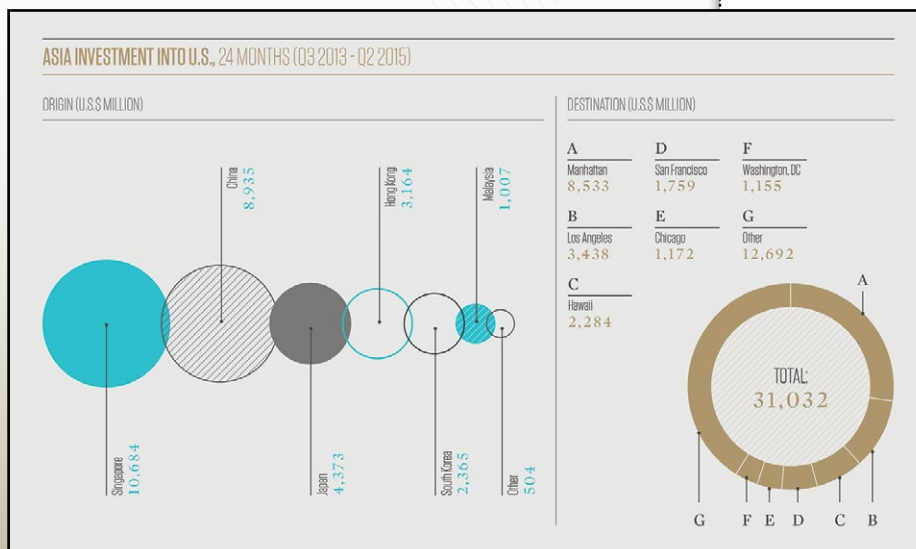 ASIA INVESTMENT INTO U.S., 24 MONTHS (Q3 2013 - Q2 2015)
ORIGIN (U.S.$ MILLION)
China
8,935
Hong Kong
3,164
Malaysia
1,007
Singapore
10,684
Japan
4,373
South Korea
2,365
Other
504
DESTINATION (U.S.$ MILLION)
A
Manhattan
8,533
D
San Francisco
1,759
F
Washington, DC
1,155
B
Los Angeles
3,438
E
Chicago
1,172
G
Other
12,692
C
Hawaii
2,284
A
TOTAL:
31,032
G F E D C B